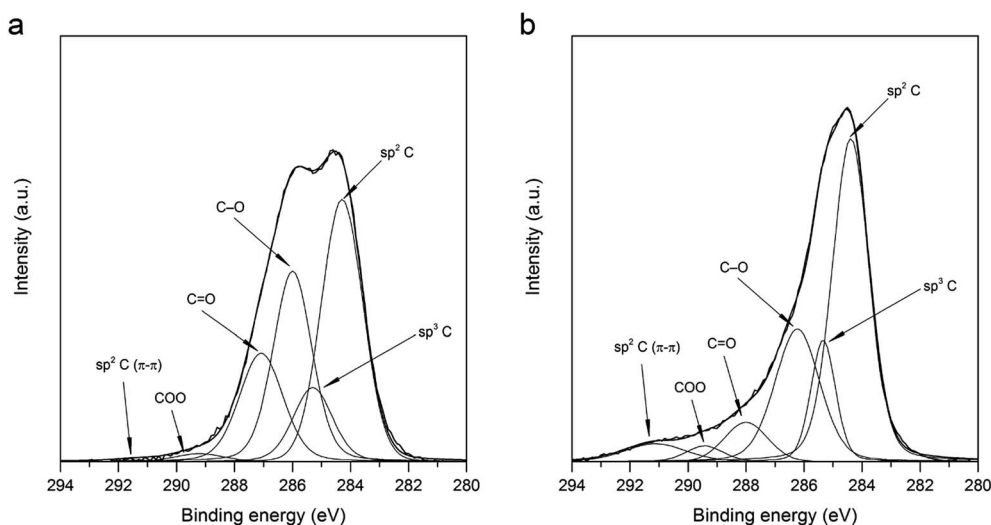 a
Intensity (a.u.)
sp² C
C–O
C=O
sp³ C
sp² C (π-π)
COO
294 292 290 288 286 284 282 280
Binding energy (eV)
b
Intensity (a.u.)
sp² C
C–O
sp³ C
C=O
sp² C (π-π)
COO
294 292 290 288 286 284 282 280
Binding energy (eV)